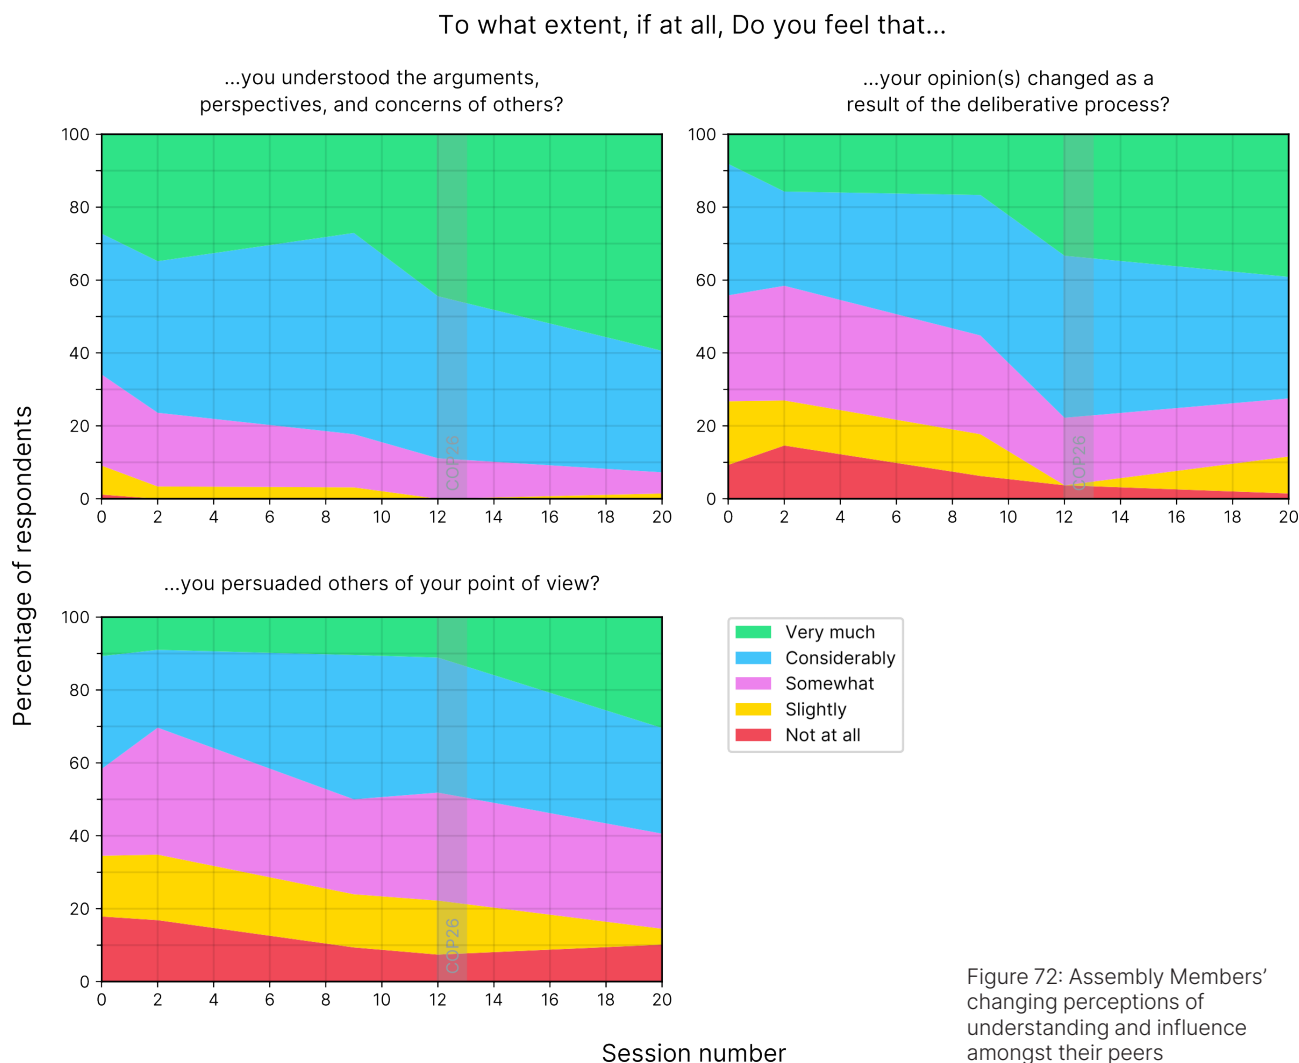 To what extent, if at all, Do you feel that...
...you understood the arguments,
perspectives, and concerns of others?
100
80
60
40
20
0
0 2 4 6 8 10 12 14 16 18 20
COP26
...your opinion(s) changed as a
result of the deliberative process?
100
80
60
40
20
0
0 2 4 6 8 10 12 14 16 18 20
COP26
Percentage of respondents
...you persuaded others of your point of view?
100
80
60
40
20
0
0 2 4 6 8 10 12 14 16 18 20
COP26
Very much
Considerably
Somewhat
Slightly
Not at all
Session number
Figure 72: Assembly Members’
changing perceptions of
understanding and influence
amongst their peers